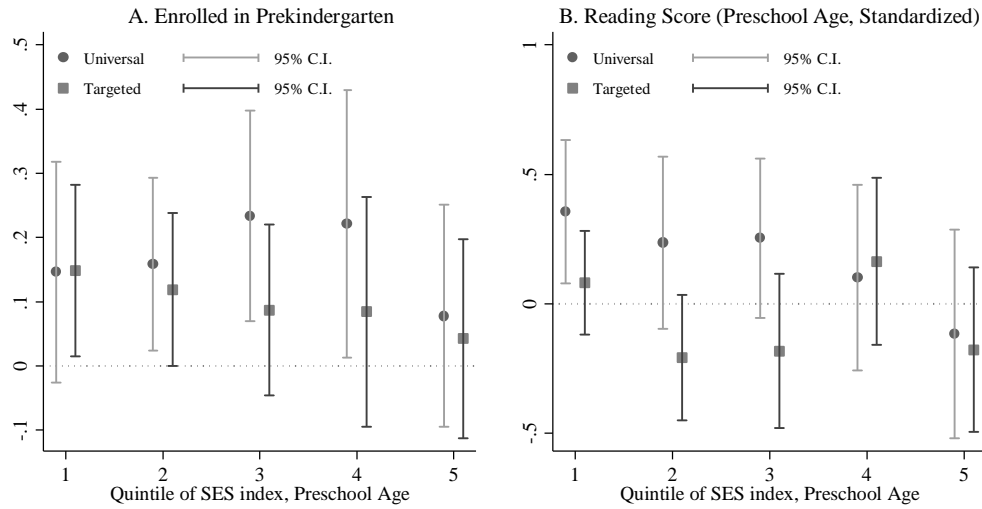 A. Enrolled in Prekindergarten
Universal 95% C.I.
Targeted 95% C.I.
.5
.4
.3
.2
.1
0
-.1
1 2 3 4 5
Quintile of SES index, Preschool Age
B. Reading Score (Preschool Age, Standardized)
Universal 95% C.I.
Targeted 95% C.I.
1
.5
0
-.5
1 2 3 4 5
Quintile of SES index, Preschool Age